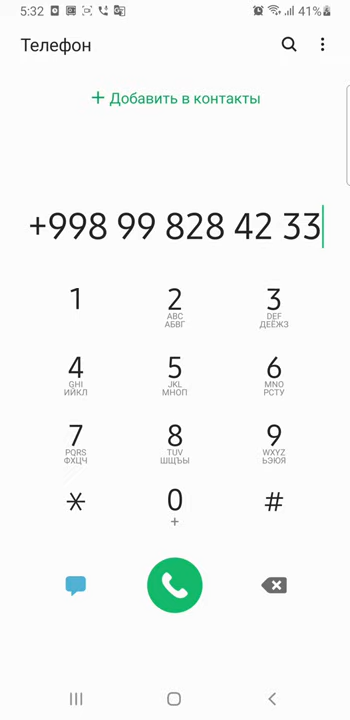 5:32 41%
Телефон
+ Добавить в контакты
+998 99 828 42 33
1 2 3
ABC DEF
АБВГ ДЕЁЖЗ
4 5 6
GHI JKL MNO
ИЙКЛ МНОП РСТУ
7 8 9
PQRS TUV WXYZ
ФХЦЧ ШЩЪЫ ЬЭЮЯ
* 0 #
+